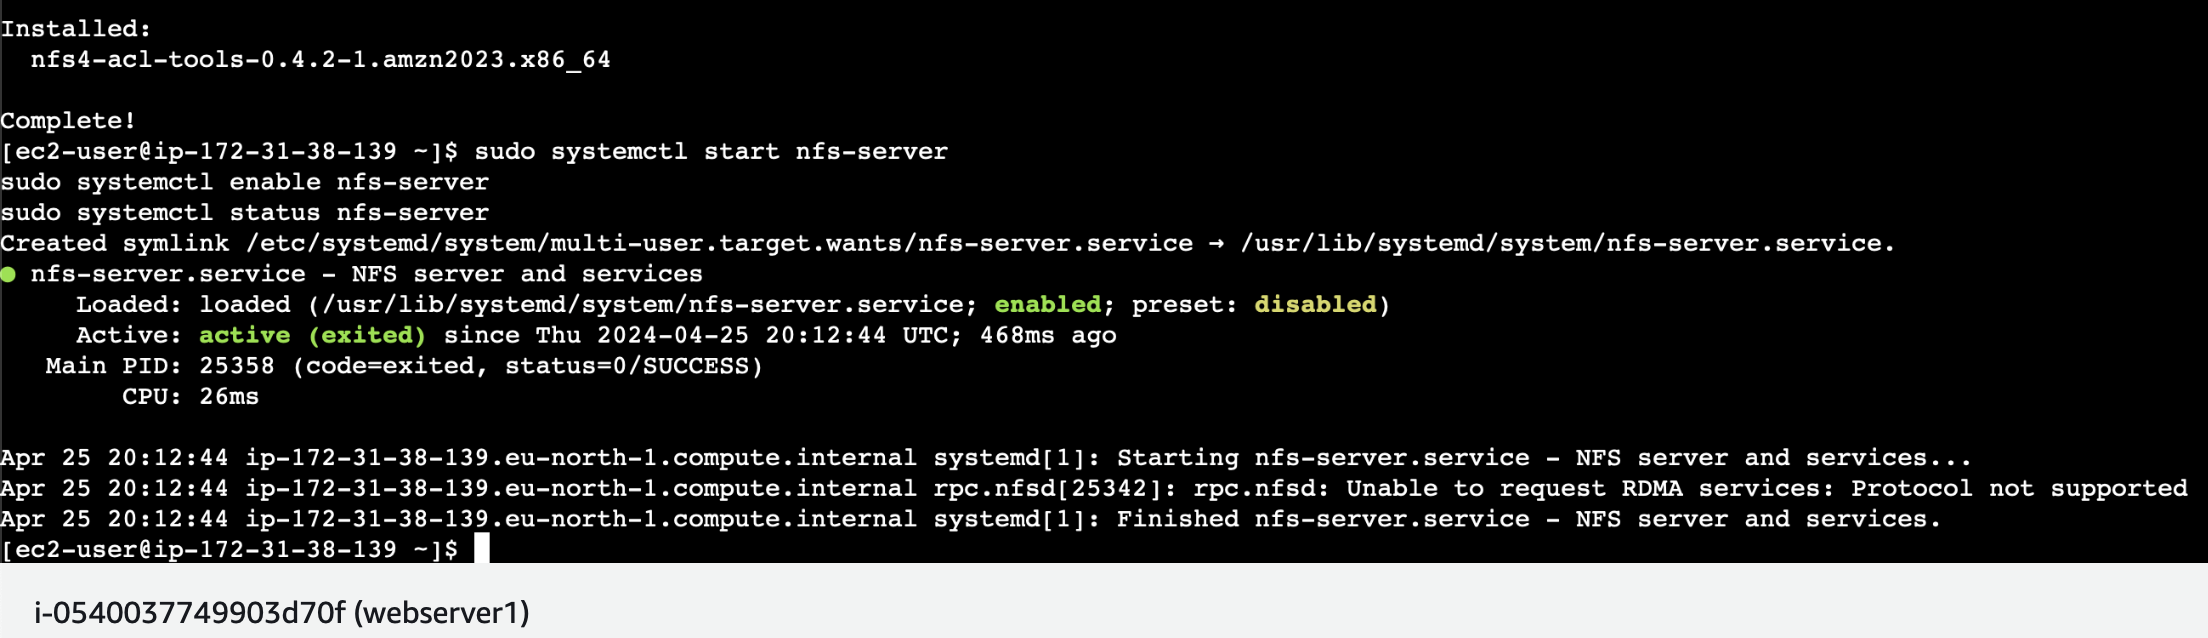 Installed:
  nfs4-acl-tools-0.4.2-1.amzn2023.x86_64
Complete!
[ec2-user@ip-172-31-38-139 ~]$ sudo systemctl start nfs-server
sudo systemctl enable nfs-server
sudo systemctl status nfs-server
Created symlink /etc/systemd/system/multi-user.target.wants/nfs-server.service → /usr/lib/systemd/system/nfs-server.service.
● nfs-server.service - NFS server and services
     Loaded: loaded (/usr/lib/systemd/system/nfs-server.service; enabled; preset: disabled)
     Active: active (exited) since Thu 2024-04-25 20:12:44 UTC; 468ms ago
   Main PID: 25358 (code=exited, status=0/SUCCESS)
        CPU: 26ms
Apr 25 20:12:44 ip-172-31-38-139.eu-north-1.compute.internal systemd[1]: Starting nfs-server.service - NFS server and services...
Apr 25 20:12:44 ip-172-31-38-139.eu-north-1.compute.internal rpc.nfsd[25342]: rpc.nfsd: Unable to request RDMA services: Protocol not supported
Apr 25 20:12:44 ip-172-31-38-139.eu-north-1.compute.internal systemd[1]: Finished nfs-server.service - NFS server and services.
[ec2-user@ip-172-31-38-139 ~]$
i-0540037749903d70f (webserver1)